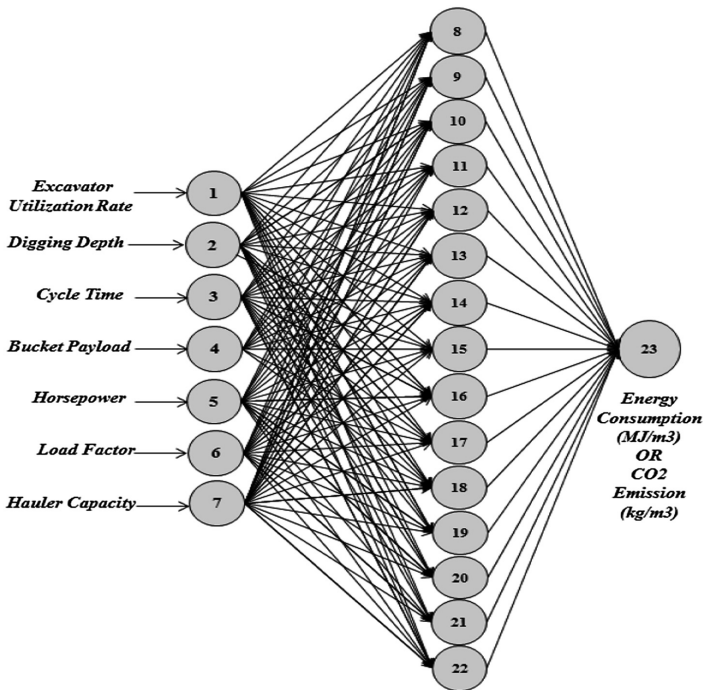 Excavator
Utilization Rate
Digging Depth
Cycle Time
Bucket Payload
Horsepower
Load Factor
Hauler Capacity
1
2
3
4
5
6
7
8
9
10
11
12
13
14
15
16
17
18
19
20
21
22
23
Energy
Consumption
(MJ/m3)
OR
CO2
Emission
(kg/m3)